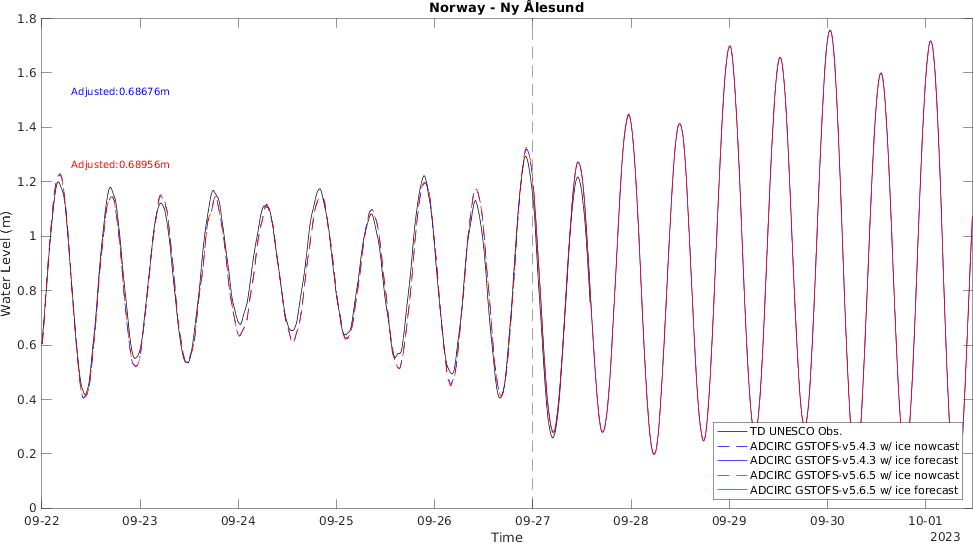 Norway - Ny Ålesund
1.8
1.6
1.4
1.2
1
0.8
0.6
0.4
0.2
0
Water Level (m)
Adjusted:0.68676m
Adjusted:0.68956m
TD UNESCO Obs.
ADCIRC GSTOFS-v5.4.3 w/ ice nowcast
ADCIRC GSTOFS-v5.4.3 w/ ice forecast
ADCIRC GSTOFS-v5.6.5 w/ ice nowcast
ADCIRC GSTOFS-v5.6.5 w/ ice forecast
09-22 09-23 09-24 09-25 09-26 09-27 09-28 09-29 09-30 10-01
Time
2023